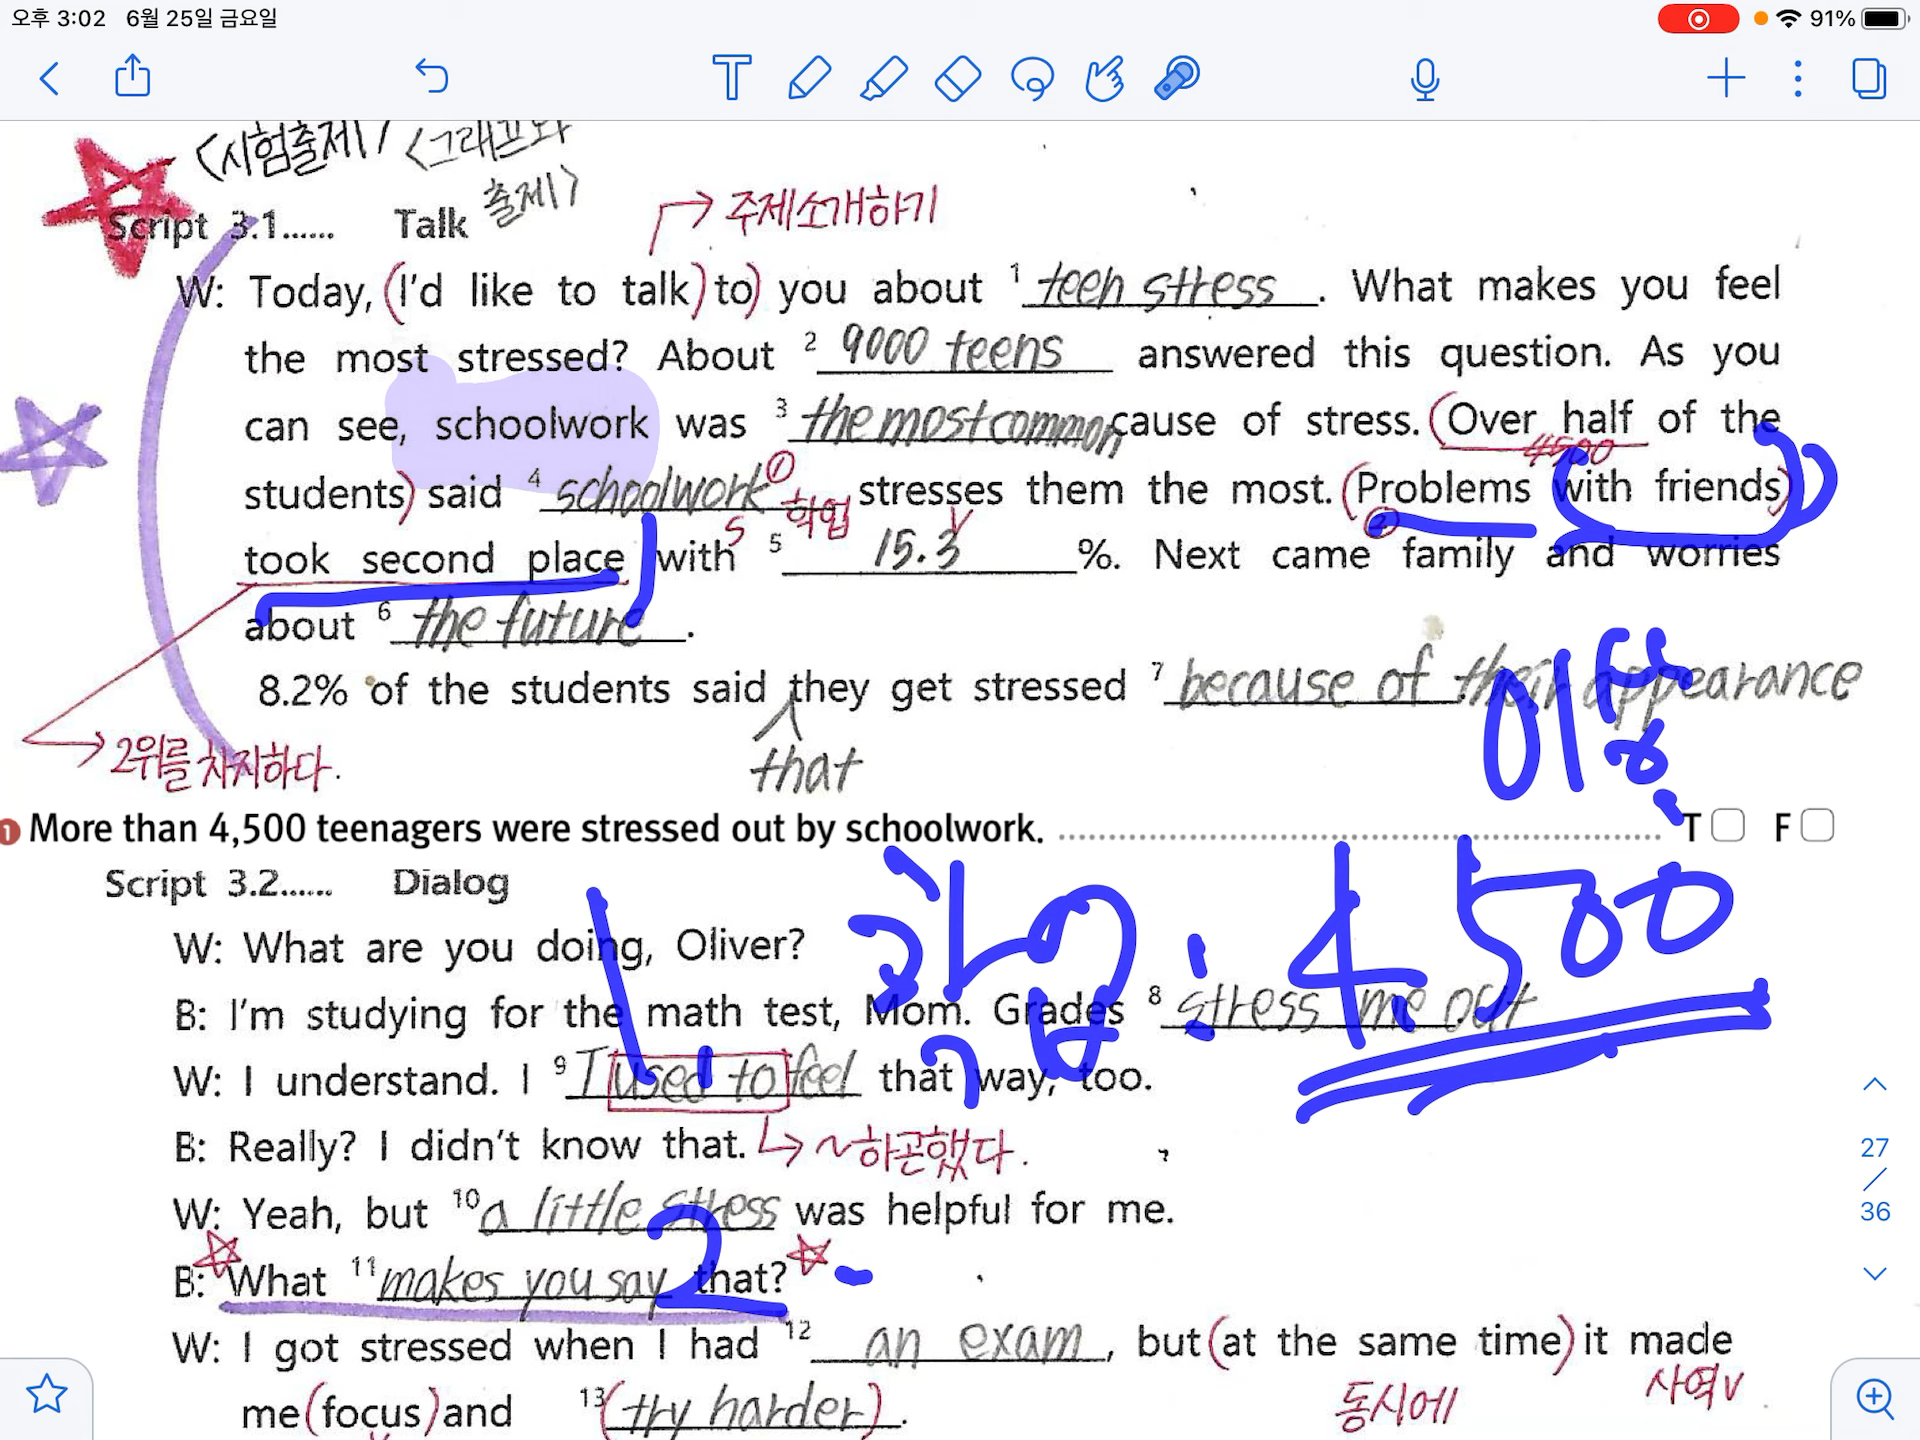 오후 3:02 6월 25일 금요일 91%
<시험출제> <그래프와
출제>
Script 3.1...... Talk
→ 주제소개하기
W: Today, (I'd like to talk) to) you about 1 teen stress. What makes you feel
the most stressed? About 2 9000 teens answered this question. As you
can see, schoolwork was 3 the most common cause of stress. (Over half of the
4500
students) said 4 schoolwork ① 학업 stresses them the most. (Problems with friends)
S V ②
took second place with 5 15.3 %. Next came family and worries
about 6 the future.
8.2% of the students said they get stressed 7 because of their appearance
that
→ 2위를 차지하다.
1 More than 4,500 teenagers were stressed out by schoolwork. T F
Script 3.2...... Dialog
4,500
W: What are you doing, Oliver?
B: I'm studying for the math test, Mom. Grades 8 stress me out
W: I understand. I 9 I used to feel that way, too.
B: Really? I didn't know that. → ~하곤했다.
W: Yeah, but 10 a little stress was helpful for me.
2
B: What 11 makes you say that?
W: I got stressed when I had 12 an exam, but (at the same time) it made
동시에 사역V
me (focus) and 13 (try harder).
27
/
36